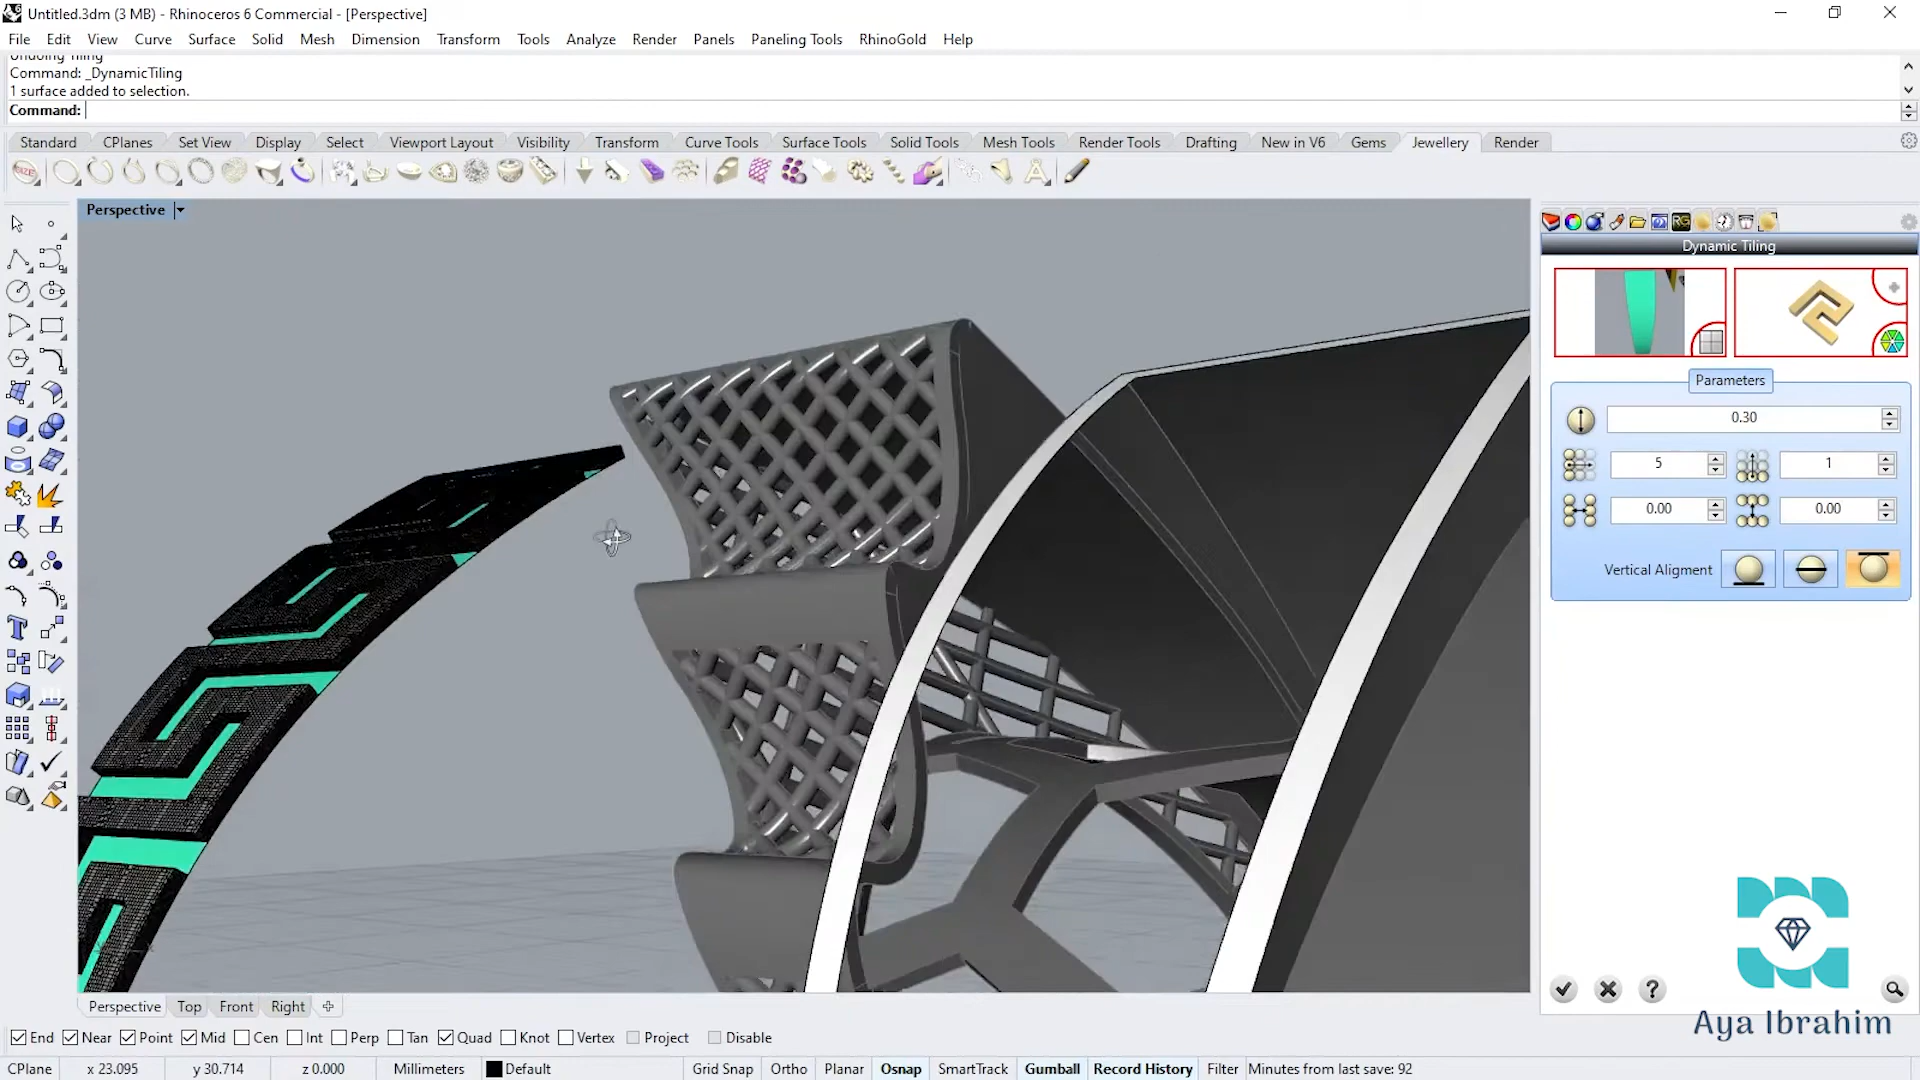 Untitled.3dm (3 MB) - Rhinoceros 6 Commercial - [Perspective]
File Edit View Curve Surface Solid Mesh Dimension Transform Tools Analyze Render Panels Paneling Tools RhinoGold Help
Undoing Tiling
Command: _DynamicTiling
1 surface added to selection.
Command:
Standard CPlanes Set View Display Select Viewport Layout Visibility Transform Curve Tools Surface Tools Solid Tools Mesh Tools Render Tools Drafting New in V6 Gems Jewellery Render
SIZE
Perspective
RG
Dynamic Tiling
Parameters
0.30
5 1
0.00 0.00
Vertical Aligment
Aya Ibrahim
Perspective Top Front Right
End Near Point Mid Cen Int Perp Tan Quad Knot Vertex Project Disable
CPlane x 23.095 y 30.714 z 0.000 Millimeters Default Grid Snap Ortho Planar Osnap SmartTrack Gumball Record History Filter Minutes from last save: 92